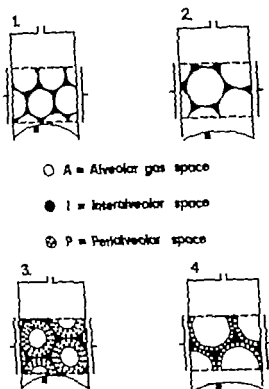 1.
2.
A = Alveolar gas space
I = Interalveolar space
P = Perialveolar space
3.
4